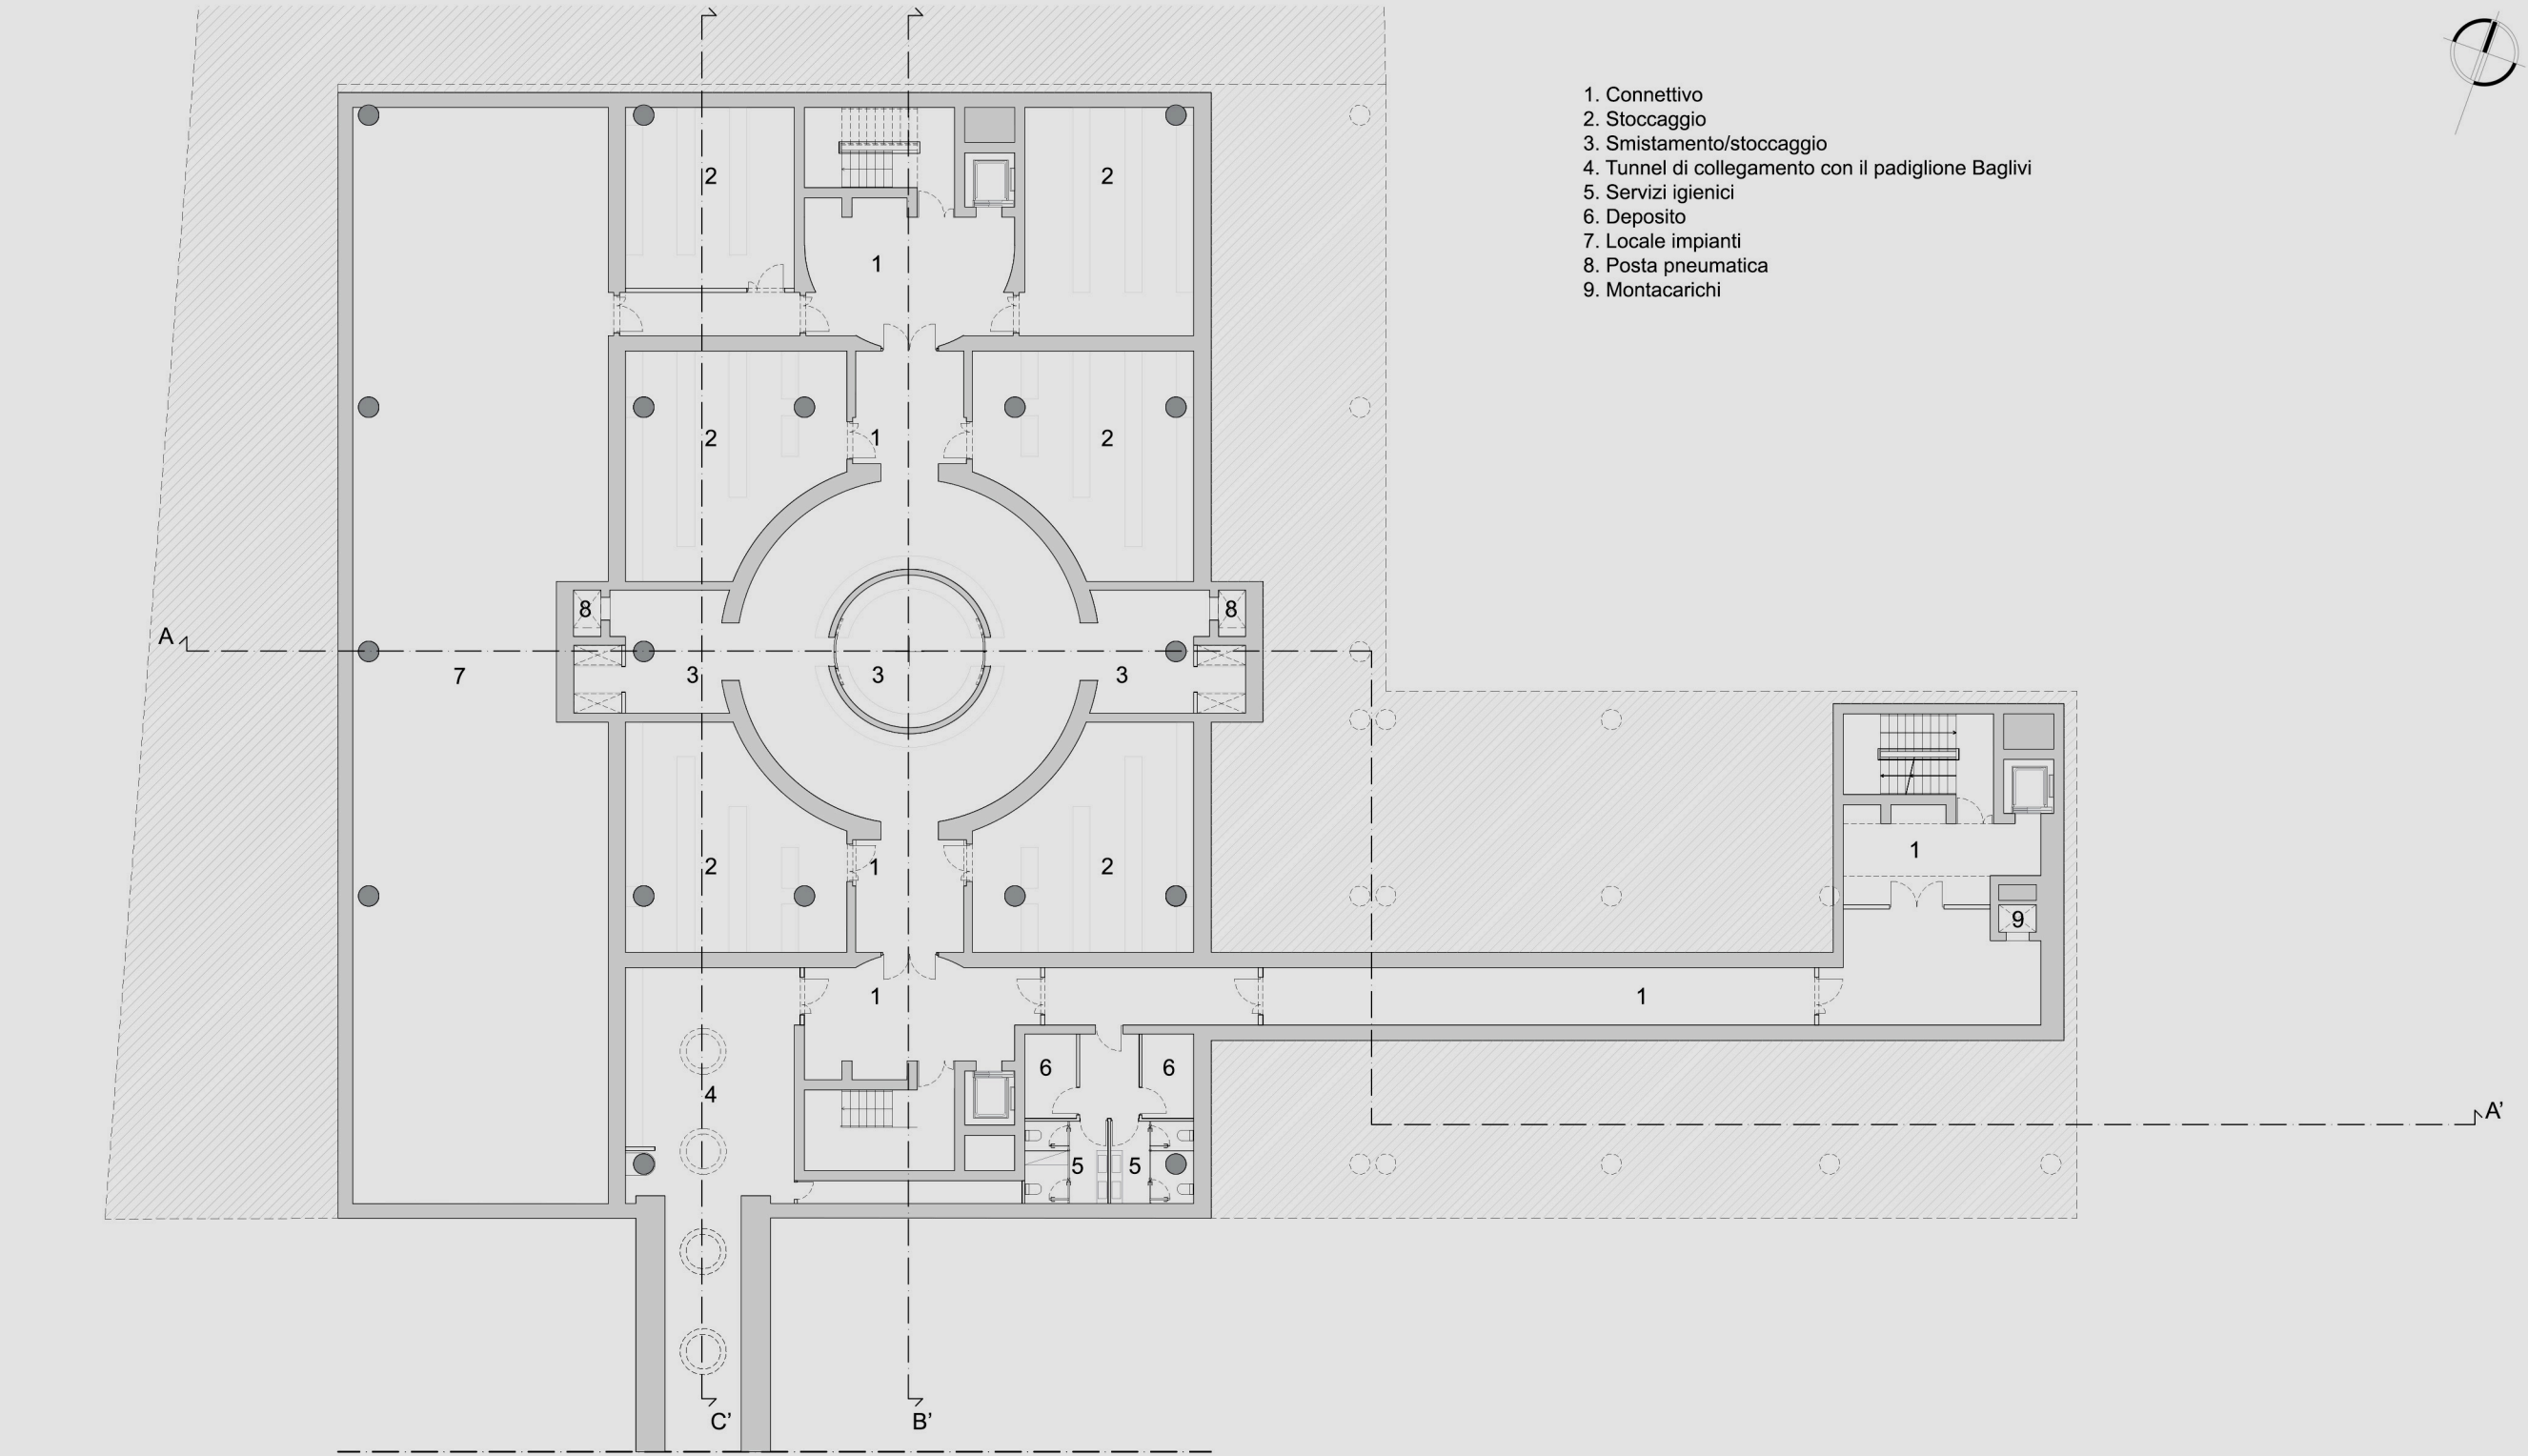 1. Connettivo
2. Stoccaggio
3. Smistamento/stoccaggio
4. Tunnel di collegamento con il padiglione Baglivi
5. Servizi igienici
6. Deposito
7. Locale impianti
8. Posta pneumatica
9. Montacarichi
2 2
1
2 1 2
8 8
A
7 3 3 3
2 1 2
1
9
1 1
6 6
4
A'
5 5
C' B'